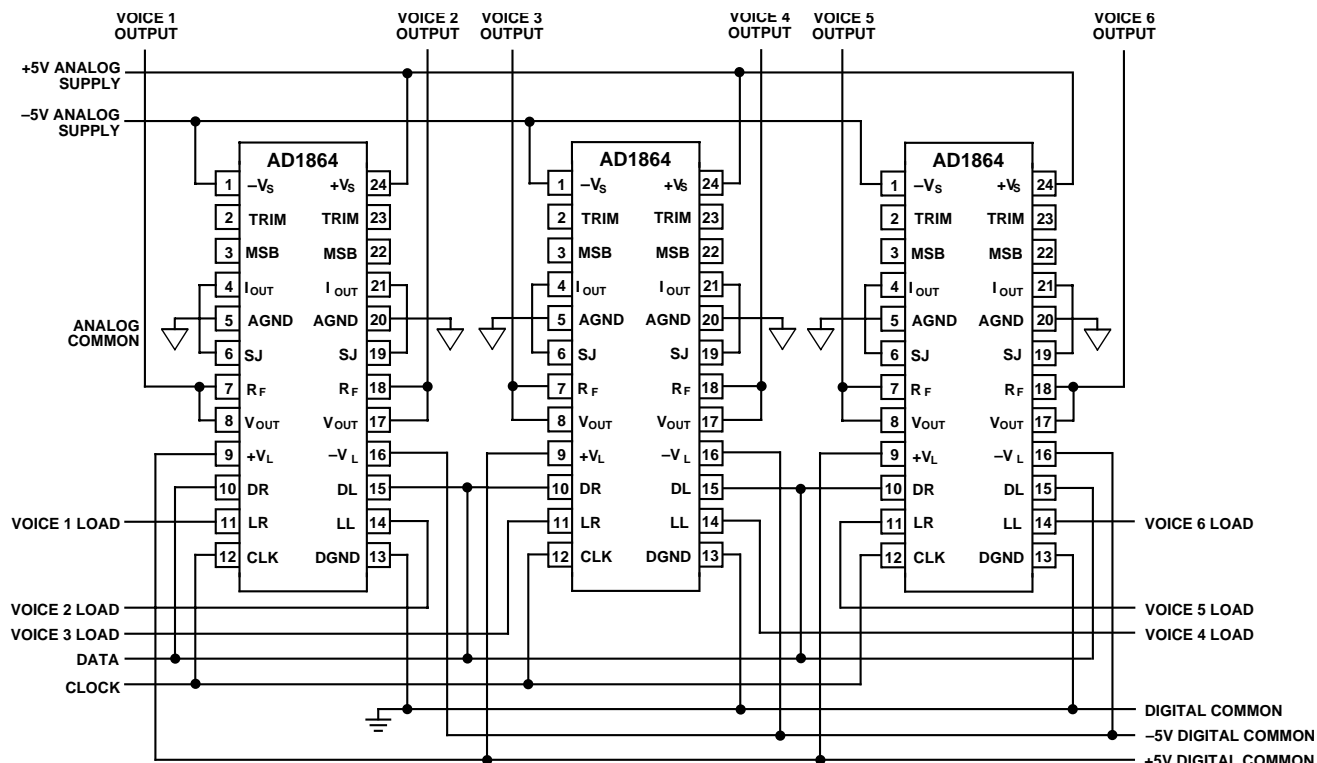 VOICE 1
OUTPUT
VOICE 2
OUTPUT
VOICE 3
OUTPUT
VOICE 4
OUTPUT
VOICE 5
OUTPUT
VOICE 6
OUTPUT
+5V ANALOG
SUPPLY
–5V ANALOG
SUPPLY
ANALOG
COMMON
AD1864
1 –VS +VS 24
2 TRIM TRIM 23
3 MSB MSB 22
4 IOUT IOUT 21
5 AGND AGND 20
6 SJ SJ 19
7 RF RF 18
8 VOUT VOUT 17
9 +VL –VL 16
10 DR DL 15
11 LR LL 14
12 CLK DGND 13
AD1864
1 –VS +VS 24
2 TRIM TRIM 23
3 MSB MSB 22
4 IOUT IOUT 21
5 AGND AGND 20
6 SJ SJ 19
7 RF RF 18
8 VOUT VOUT 17
9 +VL –VL 16
10 DR DL 15
11 LR LL 14
12 CLK DGND 13
AD1864
1 –VS +VS 24
2 TRIM TRIM 23
3 MSB MSB 22
4 IOUT IOUT 21
5 AGND AGND 20
6 SJ SJ 19
7 RF RF 18
8 VOUT VOUT 17
9 +VL –VL 16
10 DR DL 15
11 LR LL 14
12 CLK DGND 13
VOICE 1 LOAD
VOICE 6 LOAD
VOICE 2 LOAD
VOICE 5 LOAD
VOICE 3 LOAD
VOICE 4 LOAD
DATA
CLOCK
DIGITAL COMMON
–5V DIGITAL COMMON
+5V DIGITAL COMMON